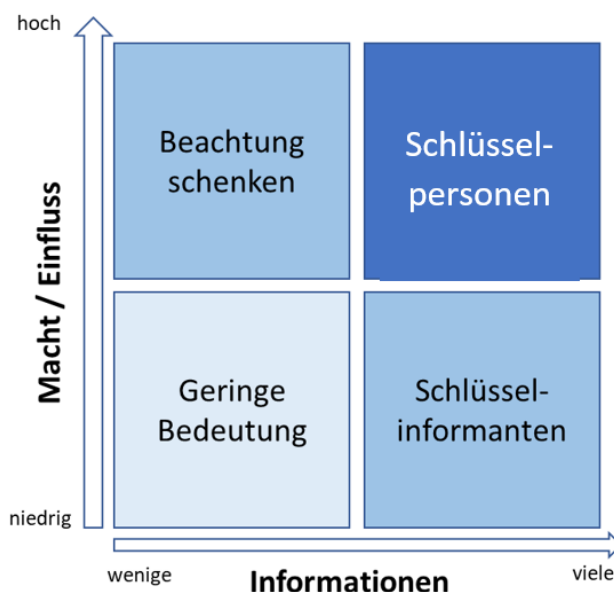 hoch
Macht / Einfluss
Beachtung
schenken
Schlüssel-
personen
Geringe
Bedeutung
Schlüssel-
informanten
niedrig
wenige
Informationen
viele